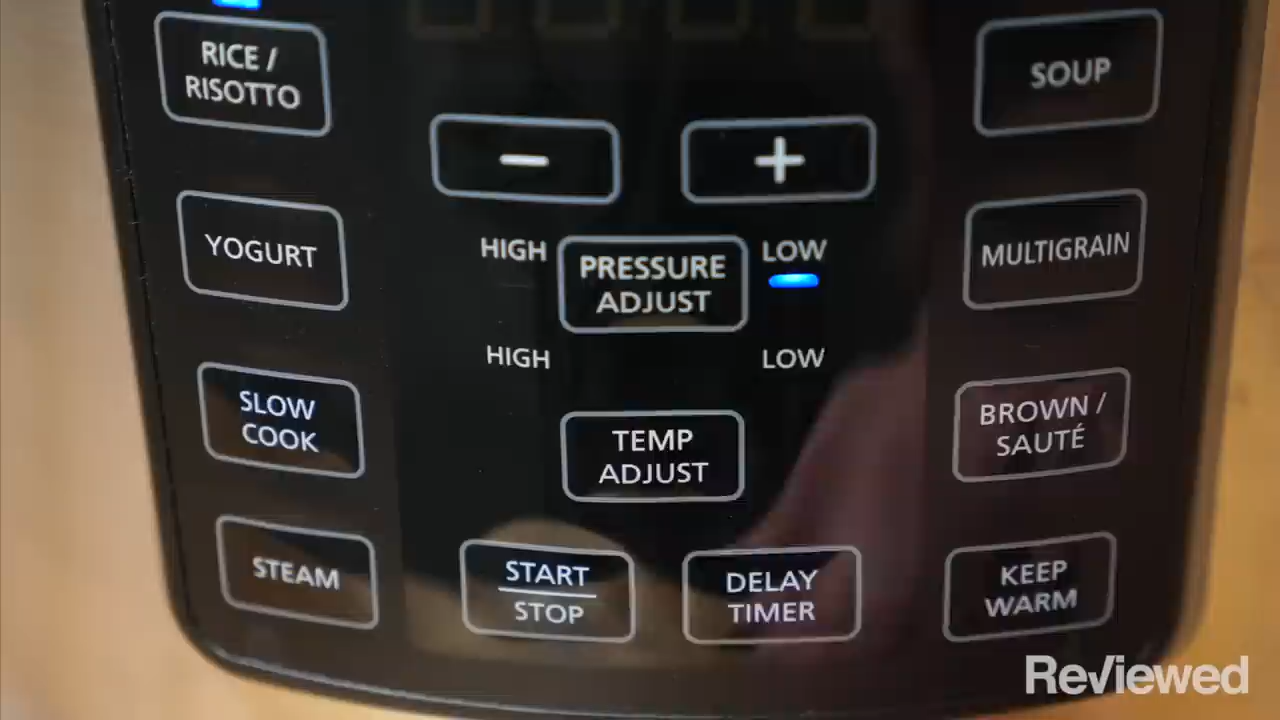 RICE /
RISOTTO
SOUP
−
+
YOGURT
HIGH
PRESSURE
ADJUST
LOW
MULTIGRAIN
HIGH
LOW
SLOW
COOK
TEMP
ADJUST
BROWN /
SAUTÉ
STEAM
START
STOP
DELAY
TIMER
KEEP
WARM
Reviewed